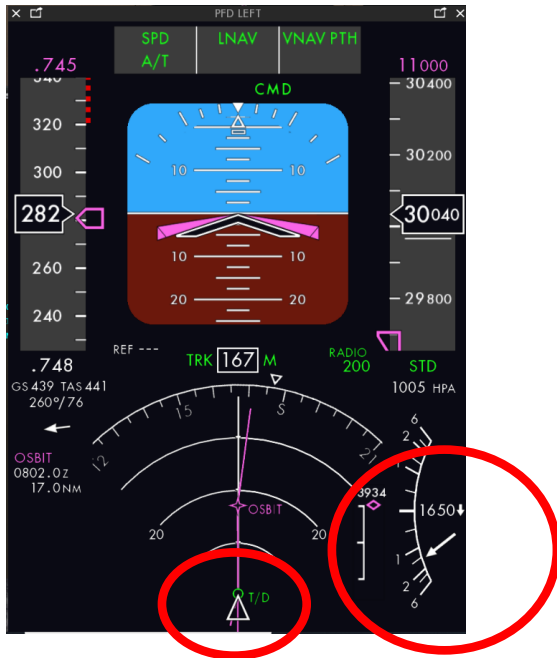 PFD LEFT
SPD LNAV VNAV PTH
A/T
.745 11000
CMD
30400
320
300 10 10 30200
282 30040
260 10 10
240 20 20 29800
REF ---
.748 TRK 167 M RADIO STD
200
GS 439 TAS 441 1005 HPA
260°/76
15 S 6
2
12 21
OSBIT
0802.0Z
17.0NM
3934
OSBIT 1650
20 20
1
T/D 2
6